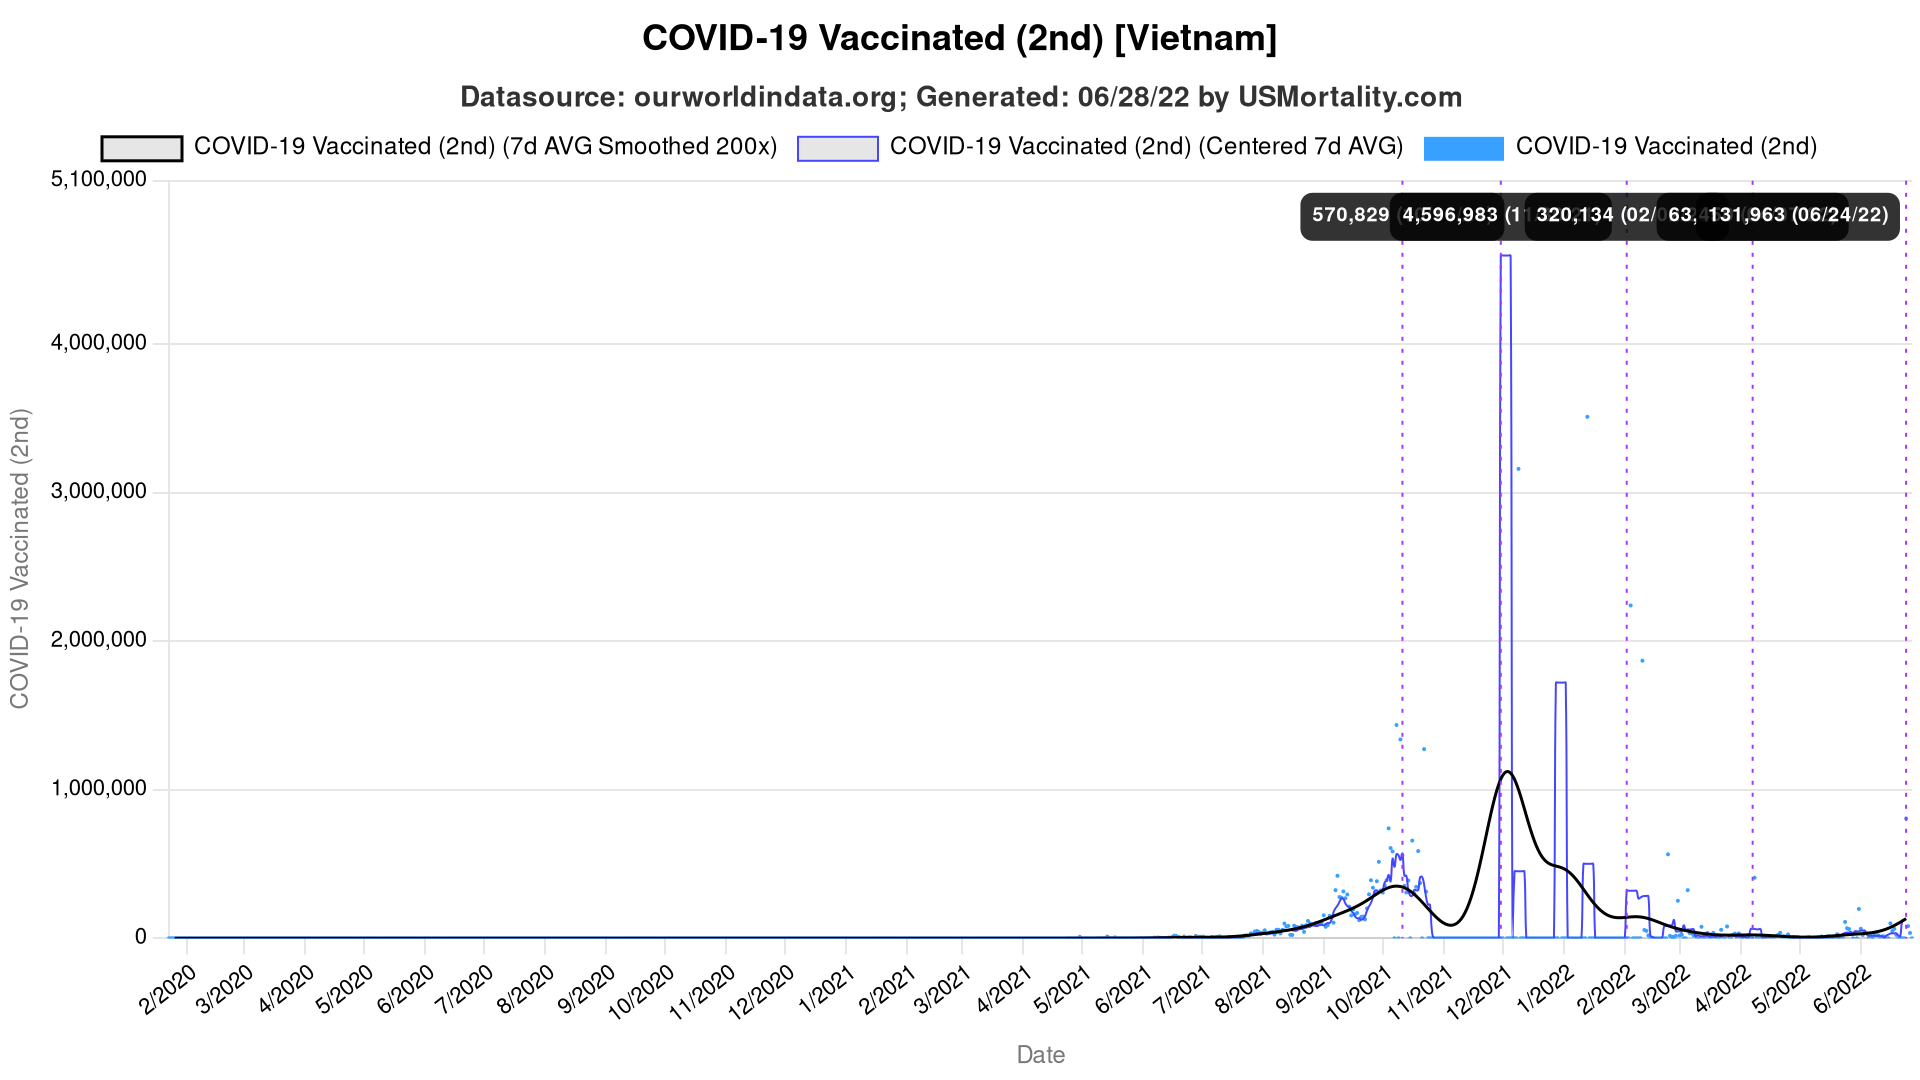 COVID-19 Vaccinated (2nd) [Vietnam]
Datasource: ourworldindata.org; Generated: 06/28/22 by USMortality.com
COVID-19 Vaccinated (2nd) (7d AVG Smoothed 200x) COVID-19 Vaccinated (2nd) (Centered 7d AVG) COVID-19 Vaccinated (2nd)
5,100,000
570,829 4,596,983 (1 320,134 (02/ 63, 131,963 (06/24/22)
4,000,000
3,000,000
2,000,000
1,000,000
0
COVID-19 Vaccinated (2nd)
2/2020 3/2020 4/2020 5/2020 6/2020 7/2020 8/2020 9/2020 10/2020 11/2020 12/2020 1/2021 2/2021 3/2021 4/2021 5/2021 6/2021 7/2021 8/2021 9/2021 10/2021 11/2021 12/2021 1/2022 2/2022 3/2022 4/2022 5/2022 6/2022
Date